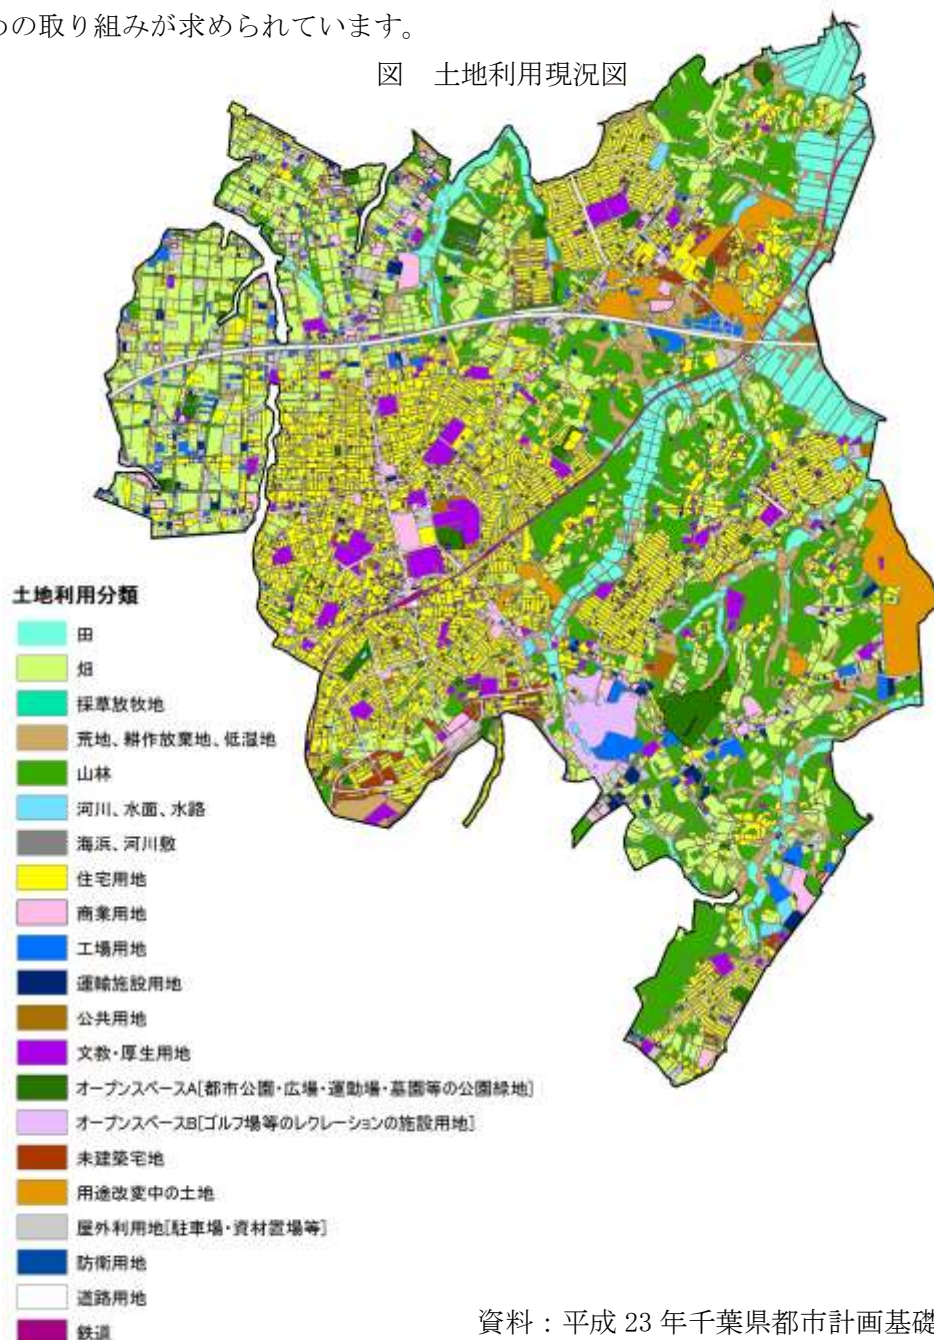 めの取り組みが求められています。
図 土地利用現況図
土地利用分類
田
畑
採草放牧地
荒地、耕作放棄地、低湿地
山林
河川、水面、水路
海浜、河川敷
住宅用地
商業用地
工場用地
運輸施設用地
公共用地
文教・厚生用地
オープンスペースA[都市公園・広場・運動場・墓園等の公園緑地]
オープンスペースB[ゴルフ場等のレクレーションの施設用地]
未建築宅地
用途改変中の土地
屋外利用地[駐車場・資材置場等]
防衛用地
道路用地
鉄道
資料：平成 23 年千葉県都市計画基礎